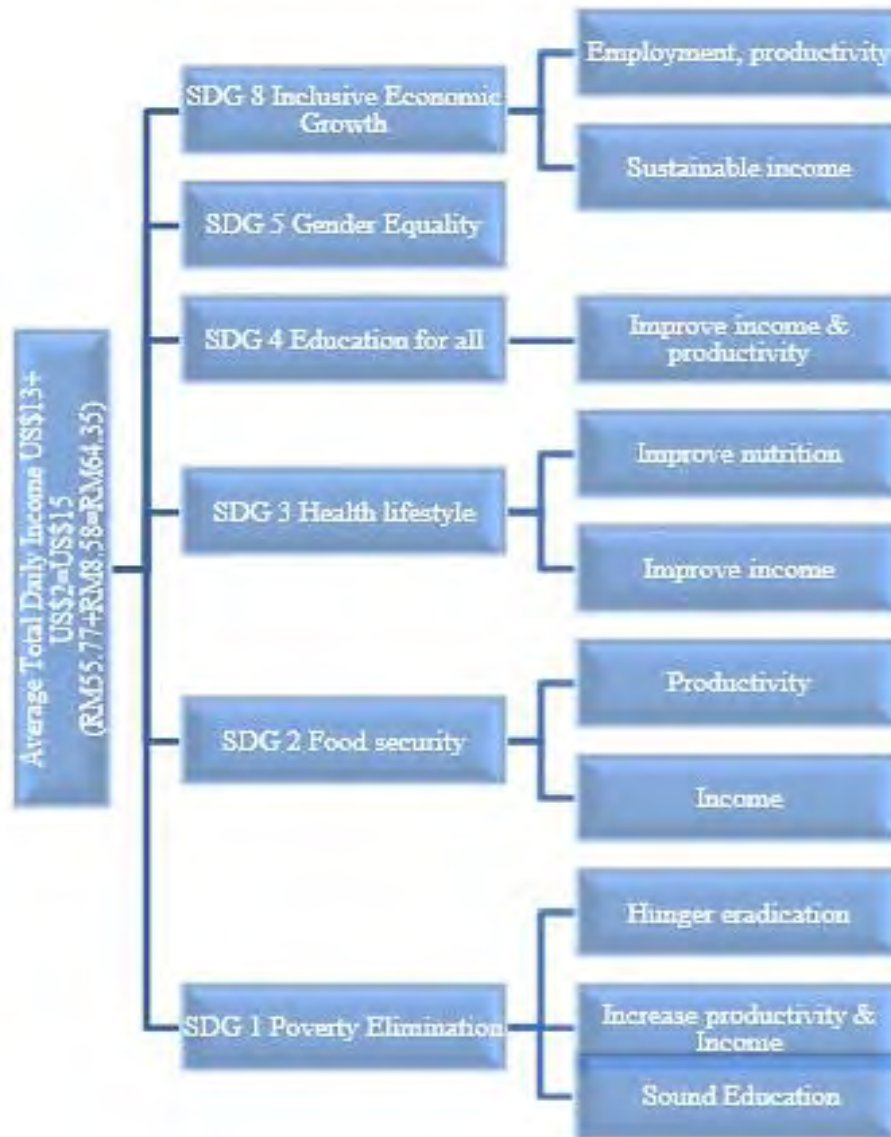 Average Total Daily Income US$13+
US$2=US$15
(RM55.77+RM8.58=RM64.35)
SDG 8 Inclusive Economic
Growth
Employment, productivity
Sustainable income
SDG 5 Gender Equality
SDG 4 Education for all
Improve income &
productivity
SDG 3 Health lifestyle
Improve nutrition
Improve income
SDG 2 Food security
Productivity
Income
SDG 1 Poverty Elimination
Hunger eradication
Increase productivity &
Income
Sound Education